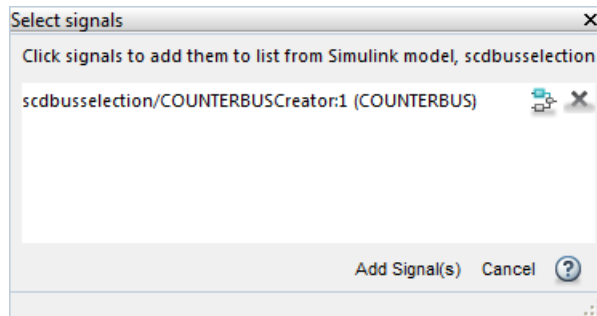 Select signals
Click signals to add them to list from Simulink model, scdbusselection
scdbusselection/COUNTERBUSCreator:1 (COUNTERBUS)
Add Signal(s) Cancel ?